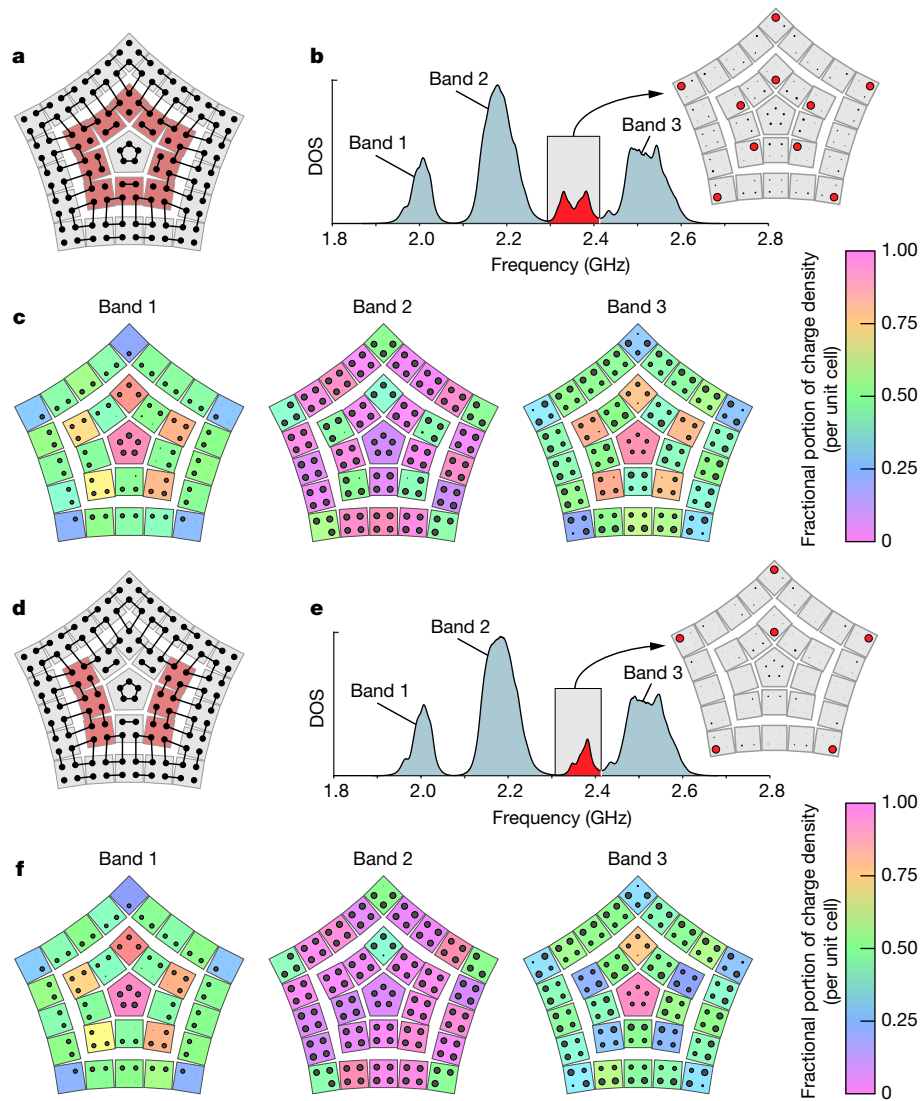 a
b
Band 2
Band 1
Band 3
DOS
1.8
2.0
2.2
2.4
2.6
2.8
Frequency (GHz)
c
Band 1
Band 2
Band 3
1.00
0.75
0.25
0
Fractional portion of charge density
(per unit cell)
d
e
Band 2
Band 1
Band 3
DOS
1.8
2.0
2.2
2.4
2.6
2.8
Frequency (GHz)
f
Band 1
Band 2
Band 3
1.00
0.75
0.50
0.25
0
Fractional portion of charge density
(per unit cell)